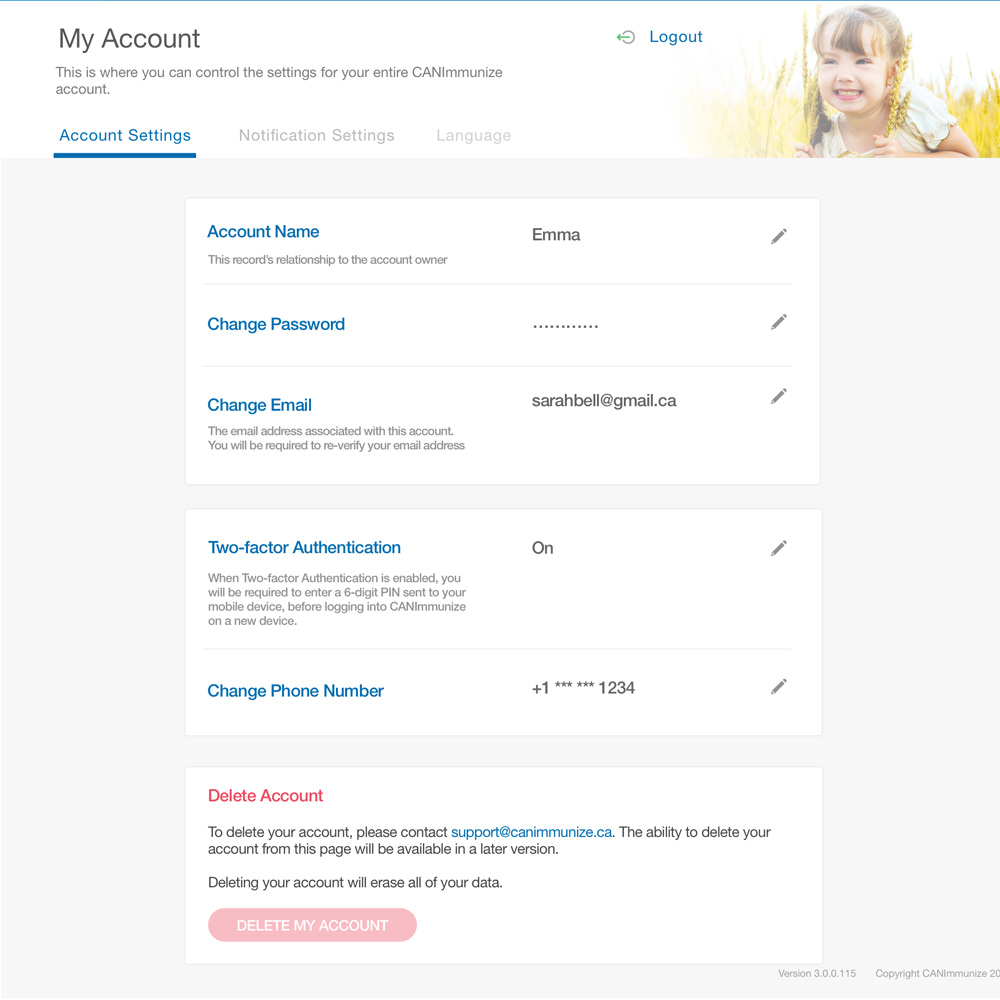 My Account
Logout
This is where you can control the settings for your entire CANImmunize
account.
Account Settings
Notification Settings
Language
Account Name
Emma
This record's relationship to the account owner
Change Password
............
Change Email
sarahbell@gmail.ca
The email address associated with this account.
You will be required to re-verify your email address
Two-factor Authentication
On
When Two-factor Authentication is enabled, you
will be required to enter a 6-digit PIN sent to your
mobile device, before logging into CANImmunize
on a new device.
Change Phone Number
+1 *** *** 1234
Delete Account
To delete your account, please contact support@canimmunize.ca. The ability to delete your
account from this page will be available in a later version.
Deleting your account will erase all of your data.
DELETE MY ACCOUNT
Version 3.0.0.115
Copyright CANImmunize 20